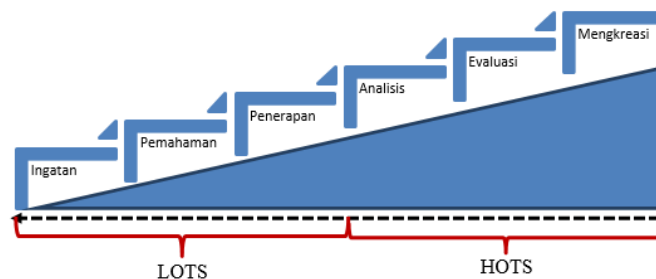 Mengkreasi
Evaluasi
Analisis
Penerapan
Pemahaman
Ingatan
LOTS
HOTS